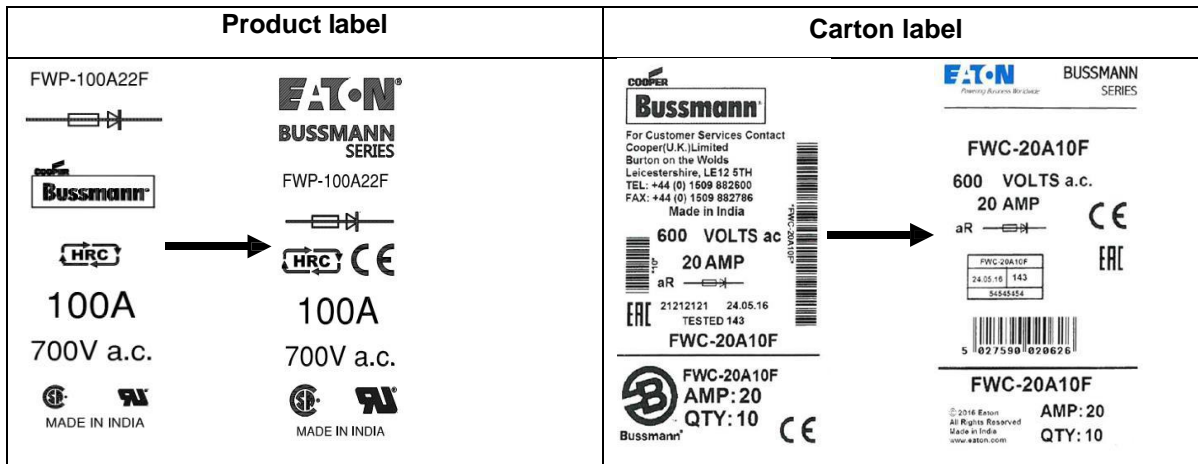 Product label
Carton label
FWP-100A22F
COOPER
Bussmann®
HRC
100A
700V a.c.
MADE IN INDIA
EATON®
BUSSMANN
SERIES
FWP-100A22F
HRC CE
100A
700V a.c.
MADE IN INDIA
COOPER
Bussmann®
For Customer Services Contact
Cooper(U.K.)Limited
Burton on the Wolds
Leicestershire, LE12 5TH
TEL: +44 (0) 1509 882600
FAX: +44 (0) 1509 882786
Made in India
600 VOLTS ac
20 AMP
aR
*FWC-20A10F*
21212121 24.05.16
EAC
TESTED 143
FWC-20A10F
FWC-20A10F
AMP: 20
QTY: 10
Bussmann®
CE
EATON
Powering Business Worldwide
BUSSMANN
SERIES
FWC-20A10F
600 VOLTS a.c.
20 AMP
CE
aR
EAC
FWC-20A10F
24.05.16 143
54545454
5 027590 020626
FWC-20A10F
© 2016 Eaton
All Rights Reserved
Made in India
www.eaton.com
AMP: 20
QTY: 10